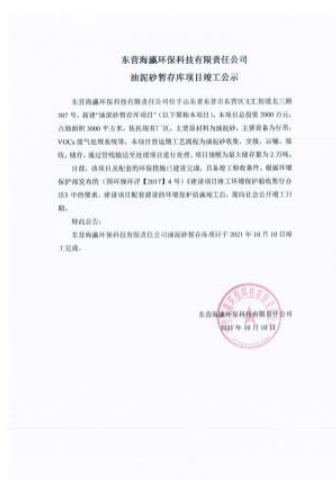 东营海瀛环保科技有限责任公司
油泥砂暂存库项目竣工公示
东营海瀛环保科技有限责任公司位于山东省东营市东营区文汇街道北二路
507号，新建“油泥砂暂存库项目”（以下简称本项目），本项目总投资2000万元，
占地面积3000平方米，依托现有厂区，主要原材料为油泥砂，主要设备为行吊、
VOCs废气处理系统等；本项目营运期工艺流程为油泥砂收集、交接、运输、接
收、储存，通过管线输送至处理项目进行处理，项目规模为最大储存量为2万吨。
目前，该项目及配套的环保措施已建设完成，具备竣工验收条件，根据环境
保护部发布的（国环规环评【2017】4号）《建设项目竣工环境保护验收暂行办
法》中的要求，建设项目配套建设的环境保护措施竣工后，需向社会公开竣工日
期。
特此公告：
东营海瀛环保科技有限责任公司油泥砂暂存库项目于2021年10月10日竣
工完成。
东营海瀛环保科技有限责任公司
2021年10月10日